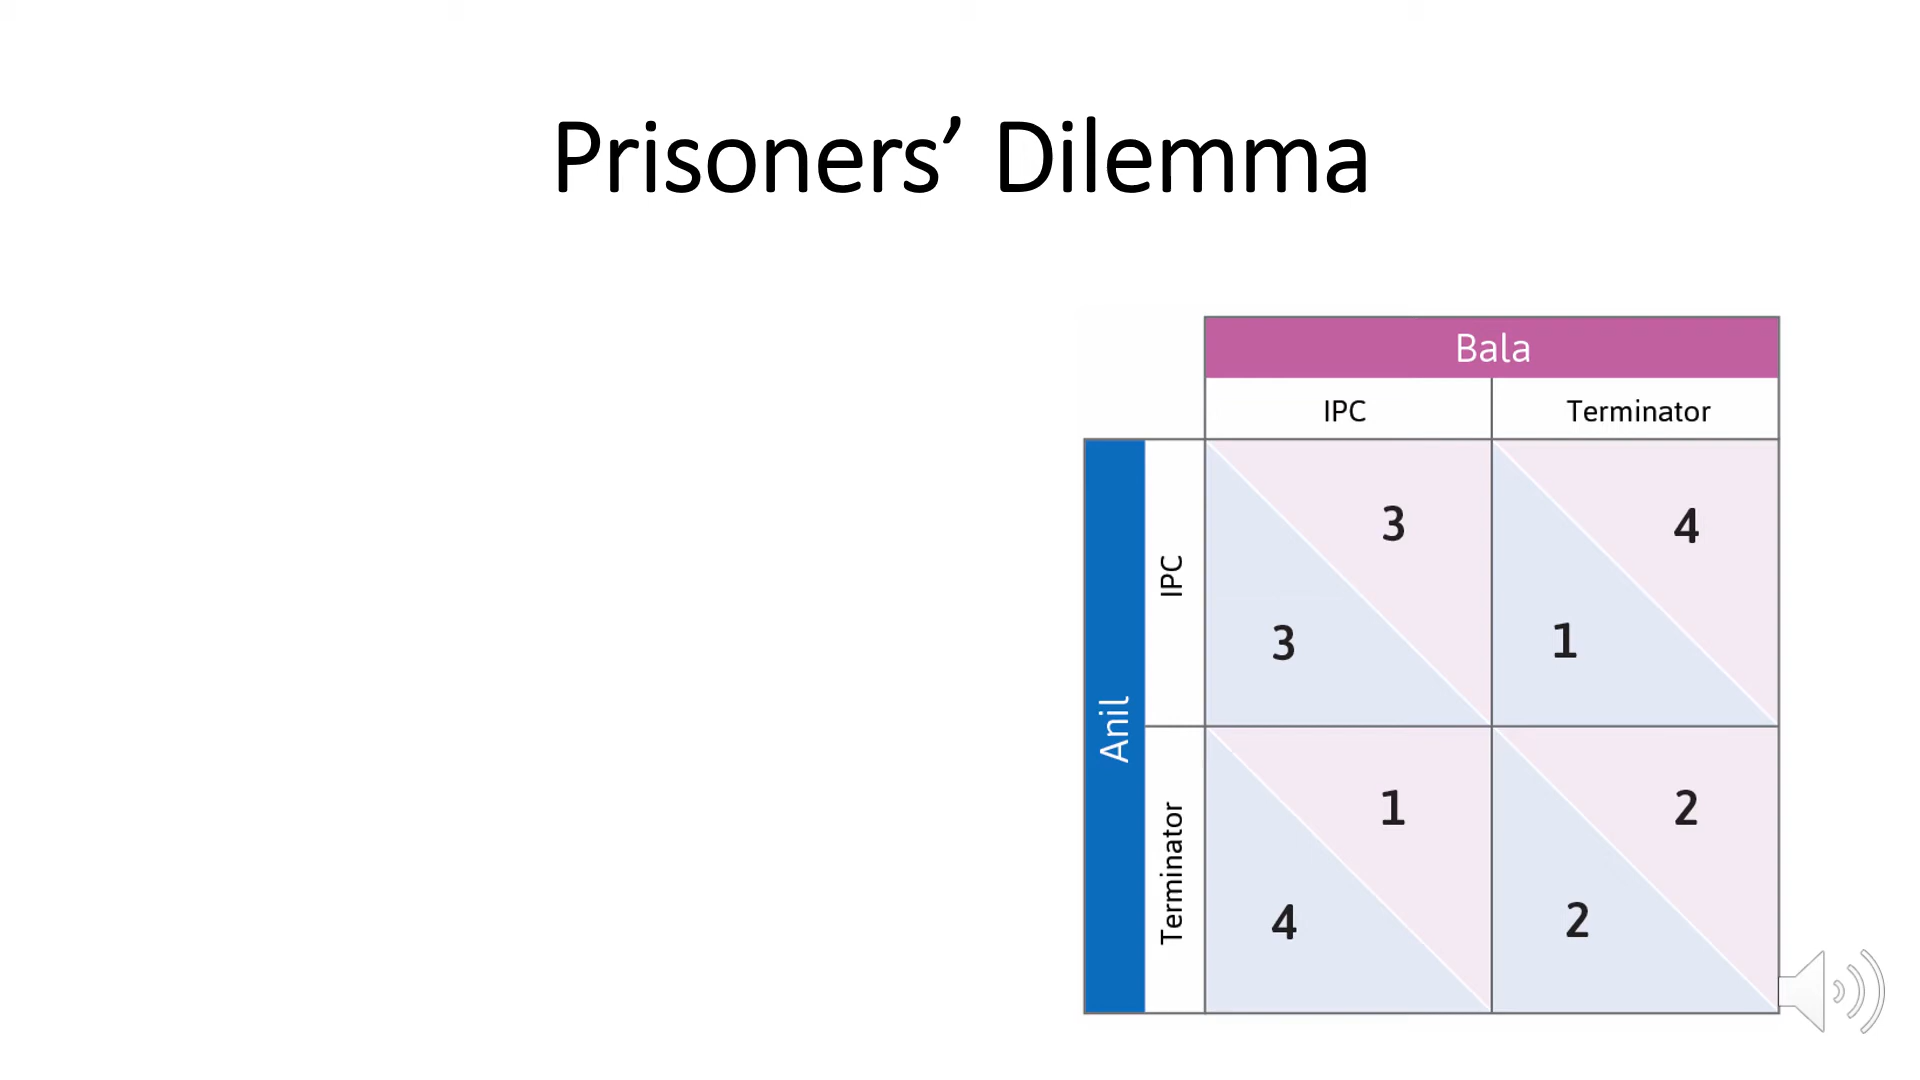 Prisoners’ Dilemma
Bala
IPC Terminator
Anil
IPC
3 3
4 1
Terminator
1 4
2 2